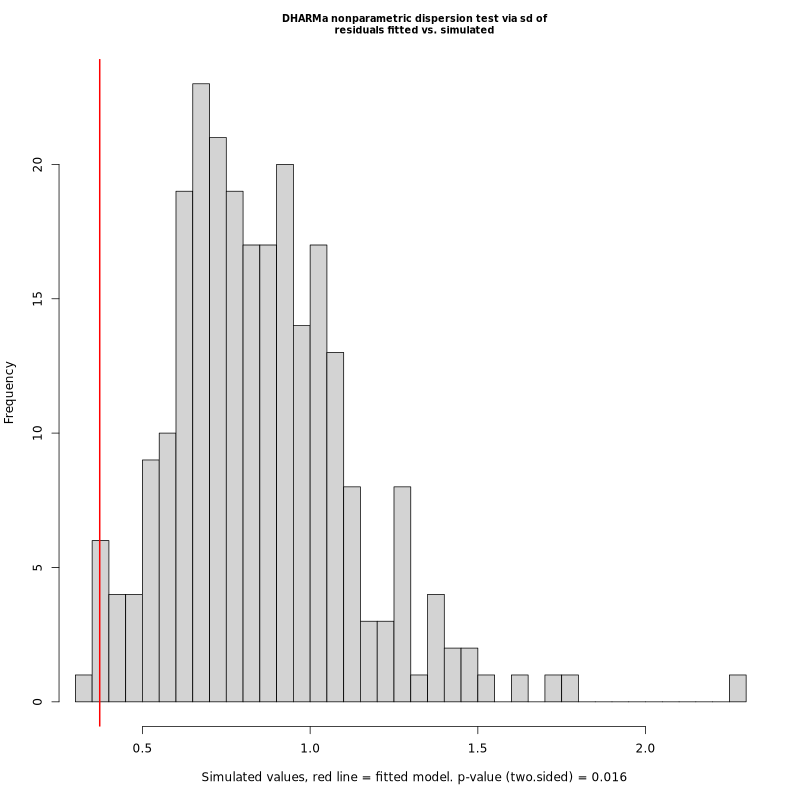 DHARMa nonparametric dispersion test via sd of
residuals fitted vs. simulated
Frequency
20
15
10
5
0
0.5 1.0 1.5 2.0
Simulated values, red line = fitted model. p-value (two.sided) = 0.016